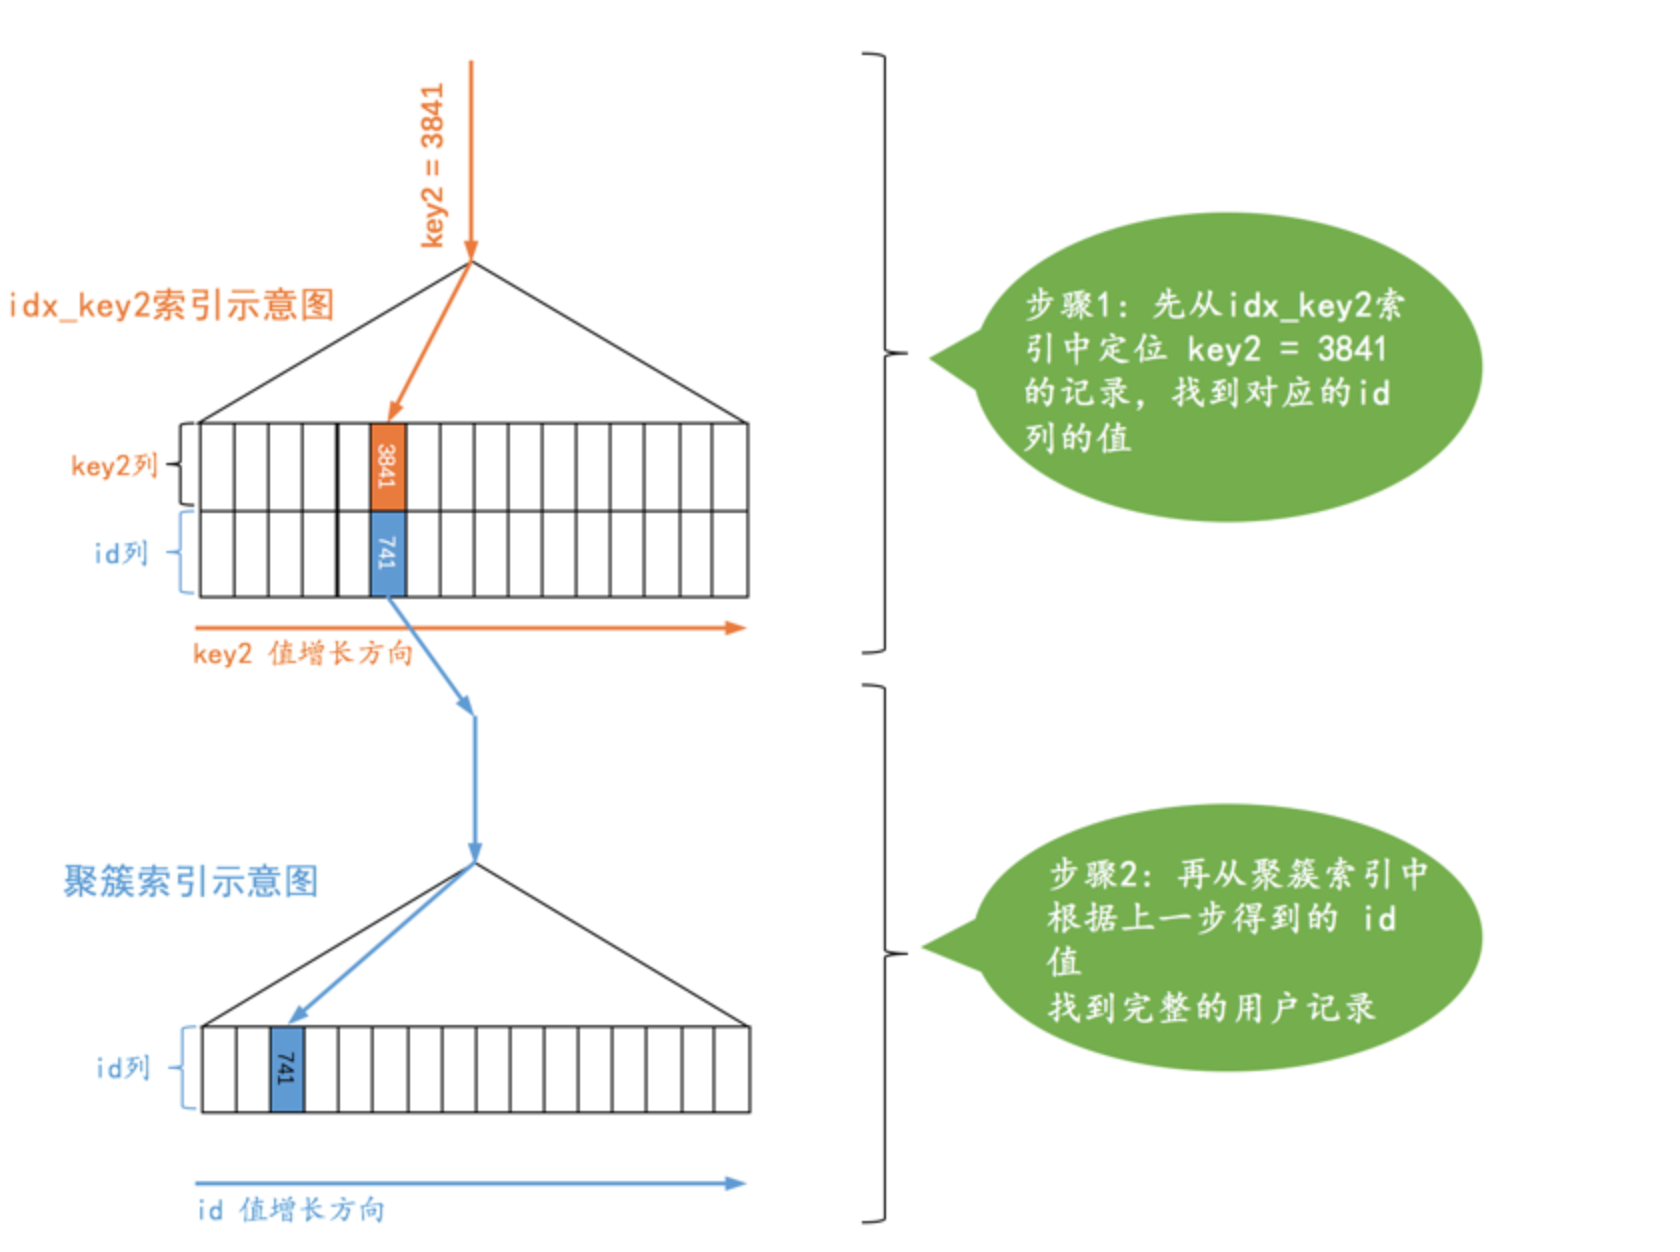 key2 = 3841
idx_key2索引示意图
步骤1: 先从idx_key2索
引中定位 key2 = 3841
的记录, 找到对应的id
列的值
key2列
3841
id列
741
key2 值增长方向
聚簇索引示意图
步骤2: 再从聚簇索引中
根据上一步得到的 id
值
找到完整的用户记录
id列
741
id 值增长方向